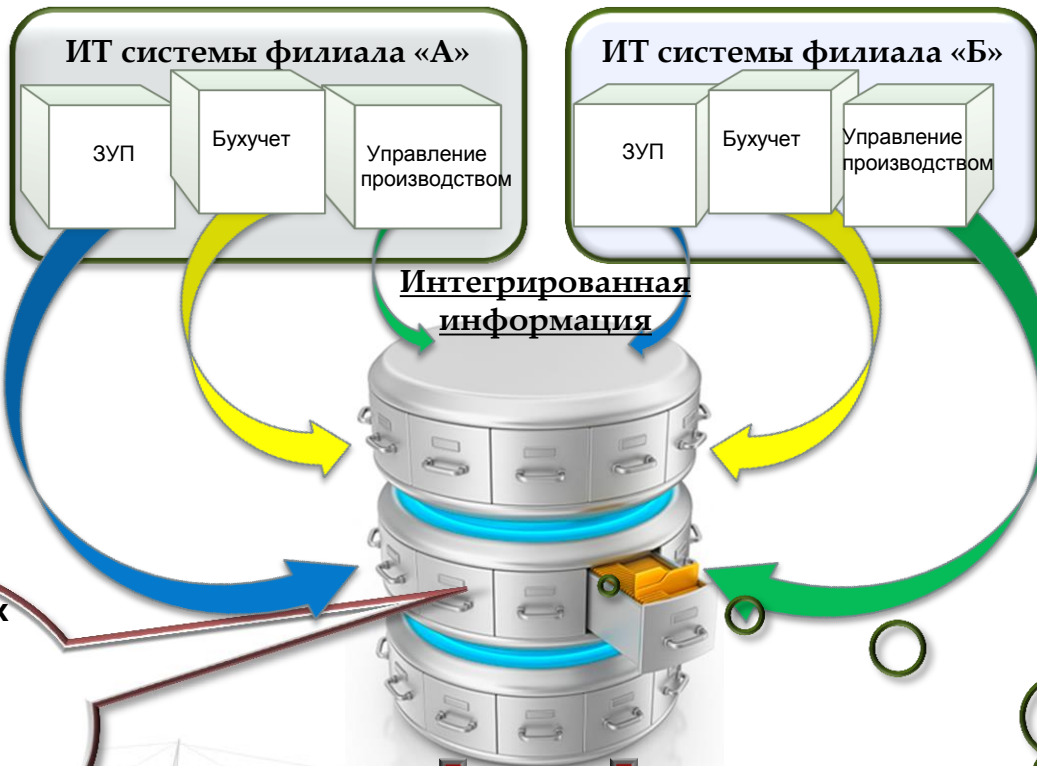 ИТ системы филиала «А»
ЗУП
Бухучет
Управление
производством
ИТ системы филиала «Б»
ЗУП
Бухучет
Управление
производством
Интегрированная
информация
х